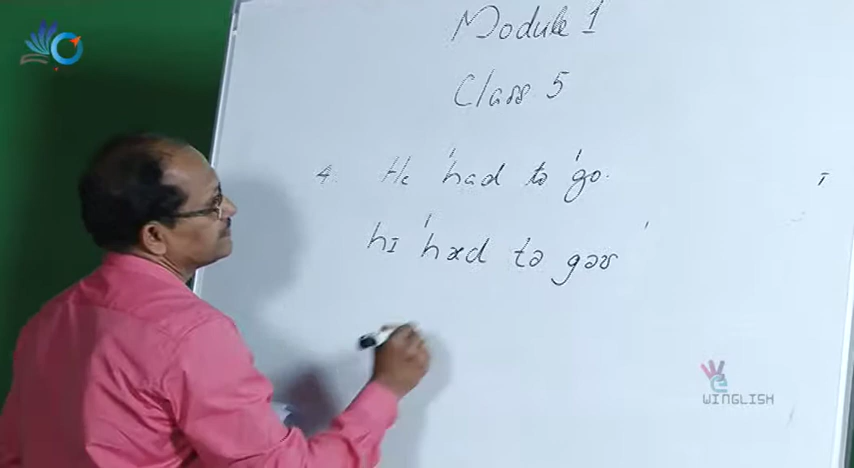 Module 1
Class 5
4. He 'had to 'go.
hɪ 'hæd tə gəʊ
I
WINGLISH